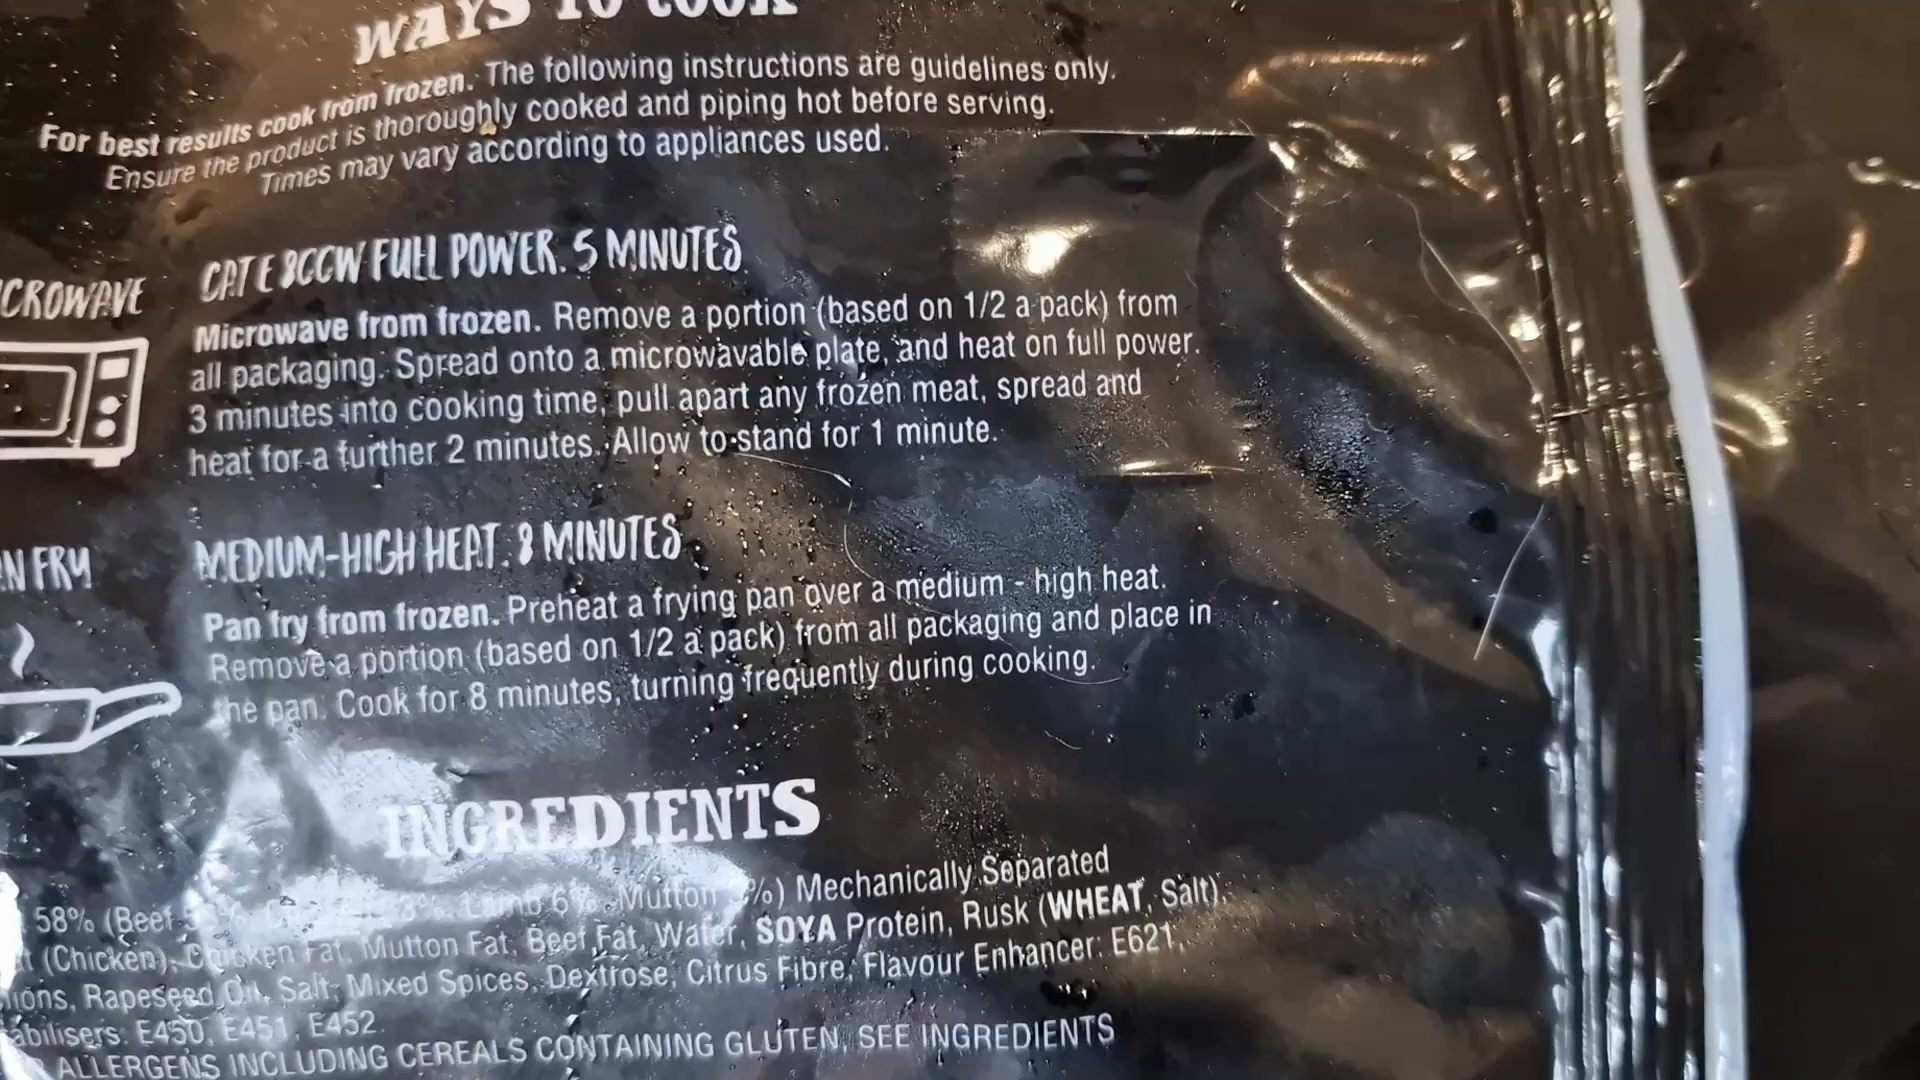 WAYS TO COOK
For best results cook from frozen. The following instructions are guidelines only.
Ensure the product is thoroughly cooked and piping hot before serving.
Times may vary according to appliances used.
CROWAVE
CAT E 8CCW FULL POWER. 5 MINUTES
Microwave from frozen. Remove a portion (based on 1/2 a pack) from
all packaging. Spread onto a microwavable plate, and heat on full power.
3 minutes into cooking time, pull apart any frozen meat, spread and
heat for a further 2 minutes. Allow to stand for 1 minute.
N FRY
MEDIUM-HIGH HEAT. 8 MINUTES
Pan fry from frozen. Preheat a frying pan over a medium - high heat.
Remove a portion (based on 1/2 a pack) from all packaging and place in
the pan. Cook for 8 minutes, turning frequently during cooking.
INGREDIENTS
58% (Beef Lamb 6%, Mutton %) Mechanically Separated
(Chicken), Chicken Fat, Mutton Fat, Beef Fat, Water, SOYA Protein, Rusk (WHEAT, Salt),
ions, Rapeseed Oil, Salt, Mixed Spices, Dextrose, Citrus Fibre, Flavour Enhancer: E621,
abilisers: E450, E451, E452.
ALLERGENS INCLUDING CEREALS CONTAINING GLUTEN, SEE INGREDIENTS